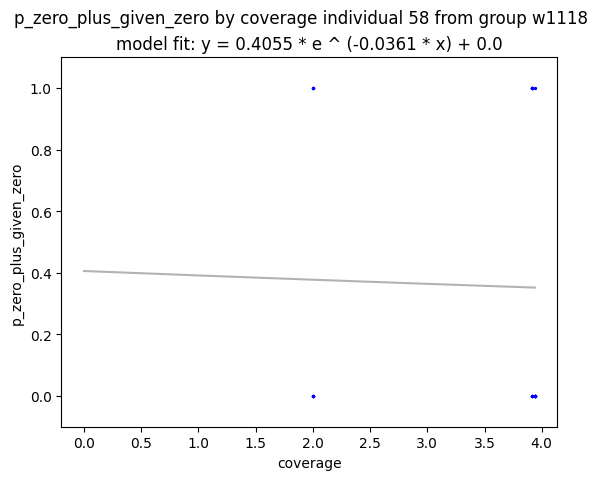 p_zero_plus_given_zero by coverage individual 58 from group w1118
model fit: y = 0.4055 * e ^ (-0.0361 * x) + 0.0
p_zero_plus_given_zero
1.0
0.8
0.6
0.4
0.2
0.0
0.0 0.5 1.0 1.5 2.0 2.5 3.0 3.5 4.0
coverage